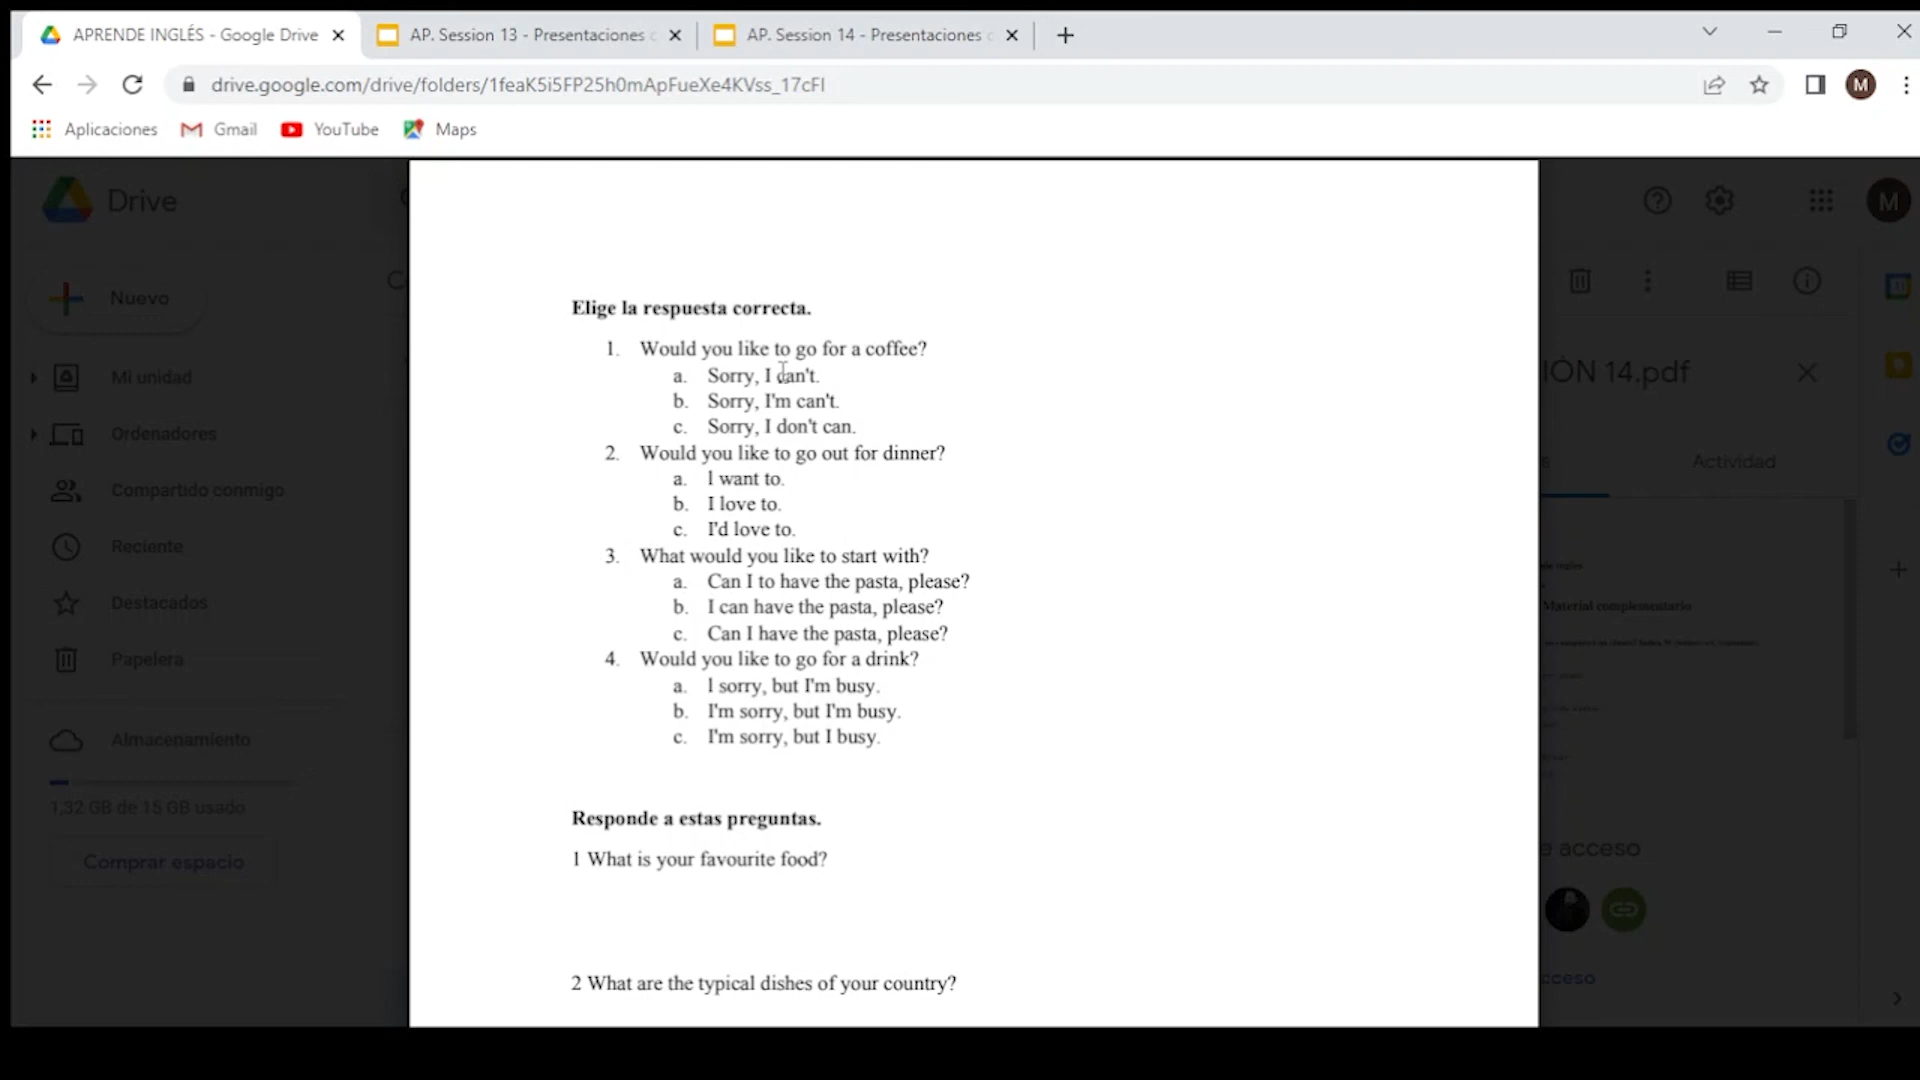 APRENDE INGLÉS - Google Drive
AP. Session 13 - Presentaciones
AP. Session 14 - Presentaciones
drive.google.com/drive/folders/1feaK5i5FP25h0mApFueXe4KVss_17cFl
M
Aplicaciones
Gmail
YouTube
Maps
Drive
M
Nuevo
Mi unidad
Ordenadores
Compartido conmigo
Reciente
Destacados
Papelera
Almacenamiento
1,32 GB de 15 GB usado
Comprar espacio
Elige la respuesta correcta.
1. Would you like to go for a coffee?
a. Sorry, I can't.
b. Sorry, I'm can't.
c. Sorry, I don't can.
2. Would you like to go out for dinner?
a. I want to.
b. I love to.
c. I'd love to.
3. What would you like to start with?
a. Can I to have the pasta, please?
b. I can have the pasta, please?
c. Can I have the pasta, please?
4. Would you like to go for a drink?
a. I sorry, but I'm busy.
b. I'm sorry, but I'm busy.
c. I'm sorry, but I busy.
Responde a estas preguntas.
1 What is your favourite food?
2 What are the typical dishes of your country?
IÓN 14.pdf
Actividad
Material complementario
e acceso
cceso